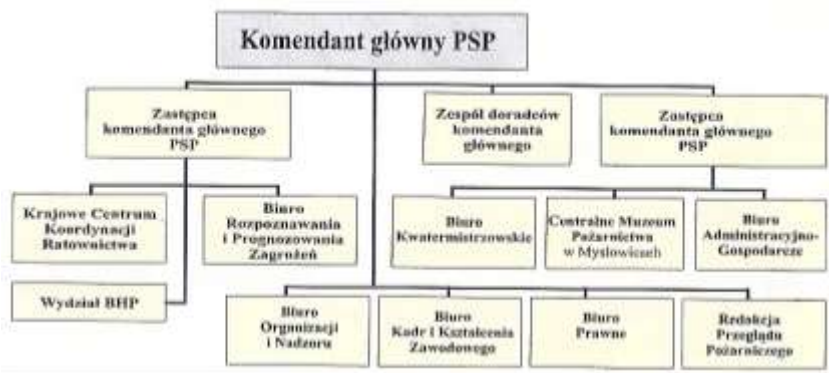 Komendant główny PSP
Zastępca
komendanta głównego
PSP
Zespół doradców
komendanta
głównego
Zastępca
komendanta głównego
PSP
Krajowe Centrum
Koordynacji
Ratownictwa
Biuro
Rozpoznawania
i Prognozowania
Zagrożeń
Biuro
Kwatermistrzowskie
Centralne Muzeum
Pożarnictwa
w Mysłowicach
Biuro
Administracyjno-
Gospodarcze
Wydział BHP
Biuro
Organizacji
i Nadzoru
Biuro
Kadr i Kształcenia
Zawodowego
Biuro
Prawne
Redakcja
Przeglądu
Pożarniczego